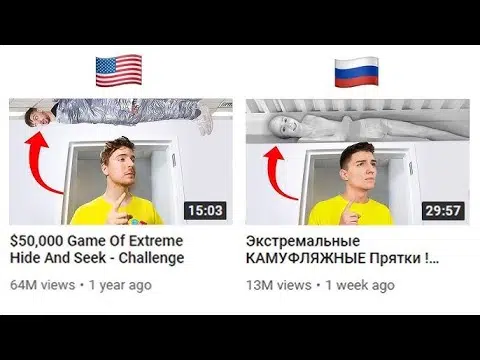 15:03
29:57
$50,000 Game Of Extreme
Hide And Seek - Challenge
64M views • 1 year ago
Экстремальные
КАМУФЛЯЖНЫЕ Прятки !...
13M views • 1 week ago